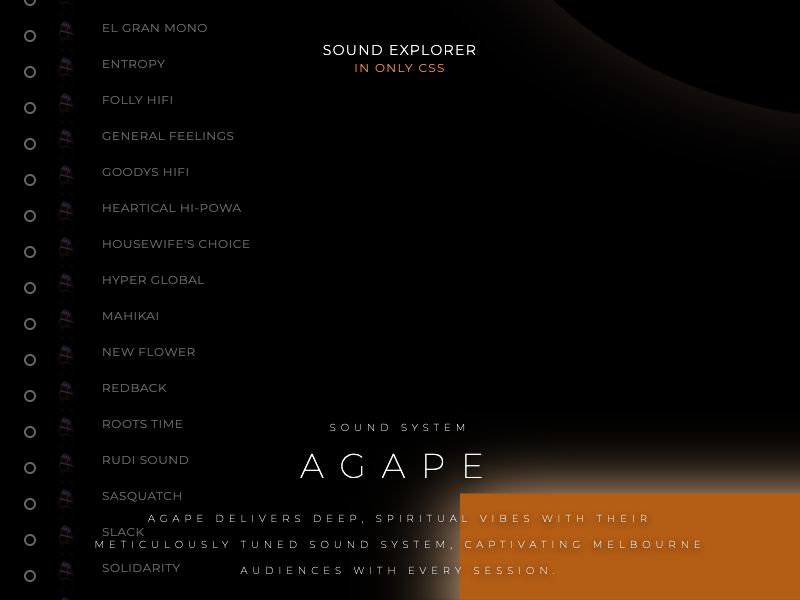 EL GRAN MONO
ENTROPY
FOLLY HIFI
GENERAL FEELINGS
GOODYS HIFI
HEARTICAL HI-POWA
HOUSEWIFE'S CHOICE
HYPER GLOBAL
MAHIKAI
NEW FLOWER
REDBACK
ROOTS TIME
RUDI SOUND
SASQUATCH
SLACK
SOLIDARITY
SOUND EXPLORER
IN ONLY CSS
SOUND SYSTEM
AGAPE
AGAPE DELIVERS DEEP, SPIRITUAL VIBES WITH THEIR
METICULOUSLY TUNED SOUND SYSTEM, CAPTIVATING MELBOURNE
AUDIENCES WITH EVERY SESSION.